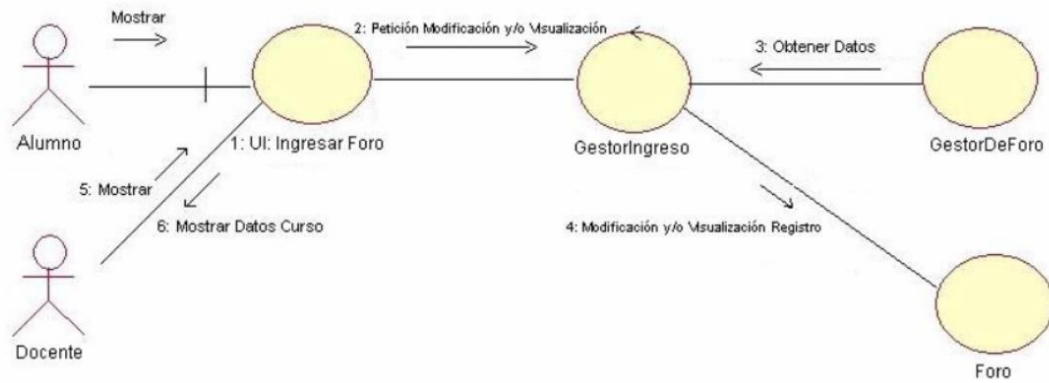 Mostrar
2: Petición Modificación y/o Visualización
3: Obtener Datos
Alumno
1: UI: Ingresar Foro
GestorIngreso
GestorDeForo
5: Mostrar
6: Mostrar Datos Curso
4: Modificación y/o Visualización Registro
Docente
Foro